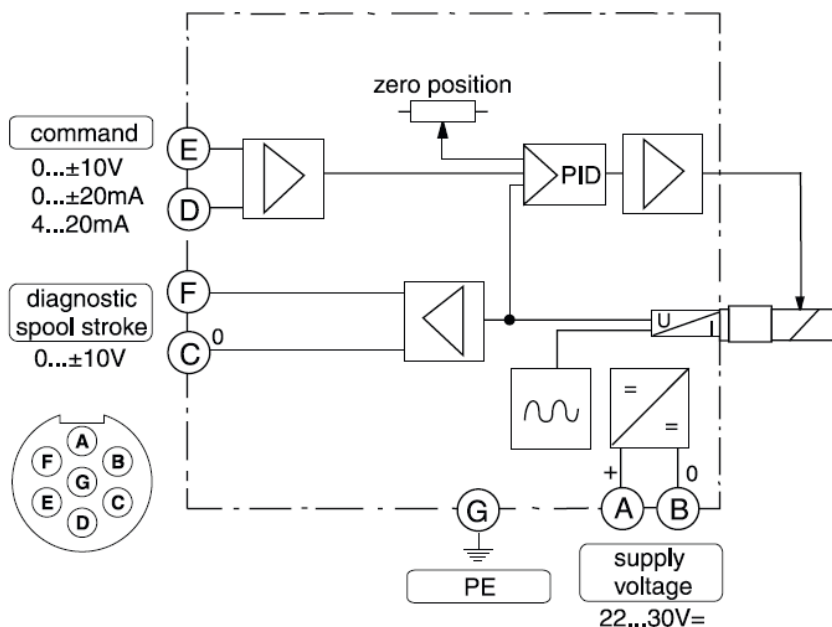 zero position
command
0...±10V
0...±20mA
4...20mA
E
D
PID
F
C
0
diagnostic
spool stroke
0...±10V
U
I
=
=
+
0
A
B
G
A
F
B
G
E
C
D
PE
supply
voltage
22...30V=